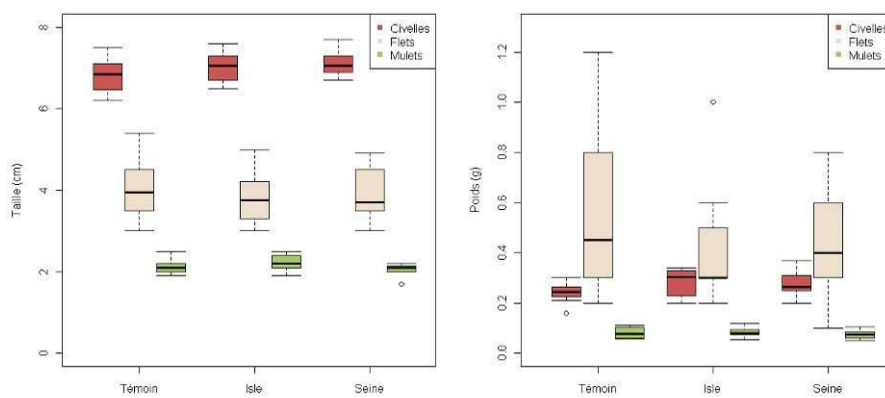 Taille (cm)
8
6
4
2
0
Civelles
Flets
Mulets
Témoin
Isle
Seine
Poids (g)
1.2
1.0
0.8
0.6
0.4
0.2
0.0
Civelles
Flets
Mulets
Témoin
Isle
Seine